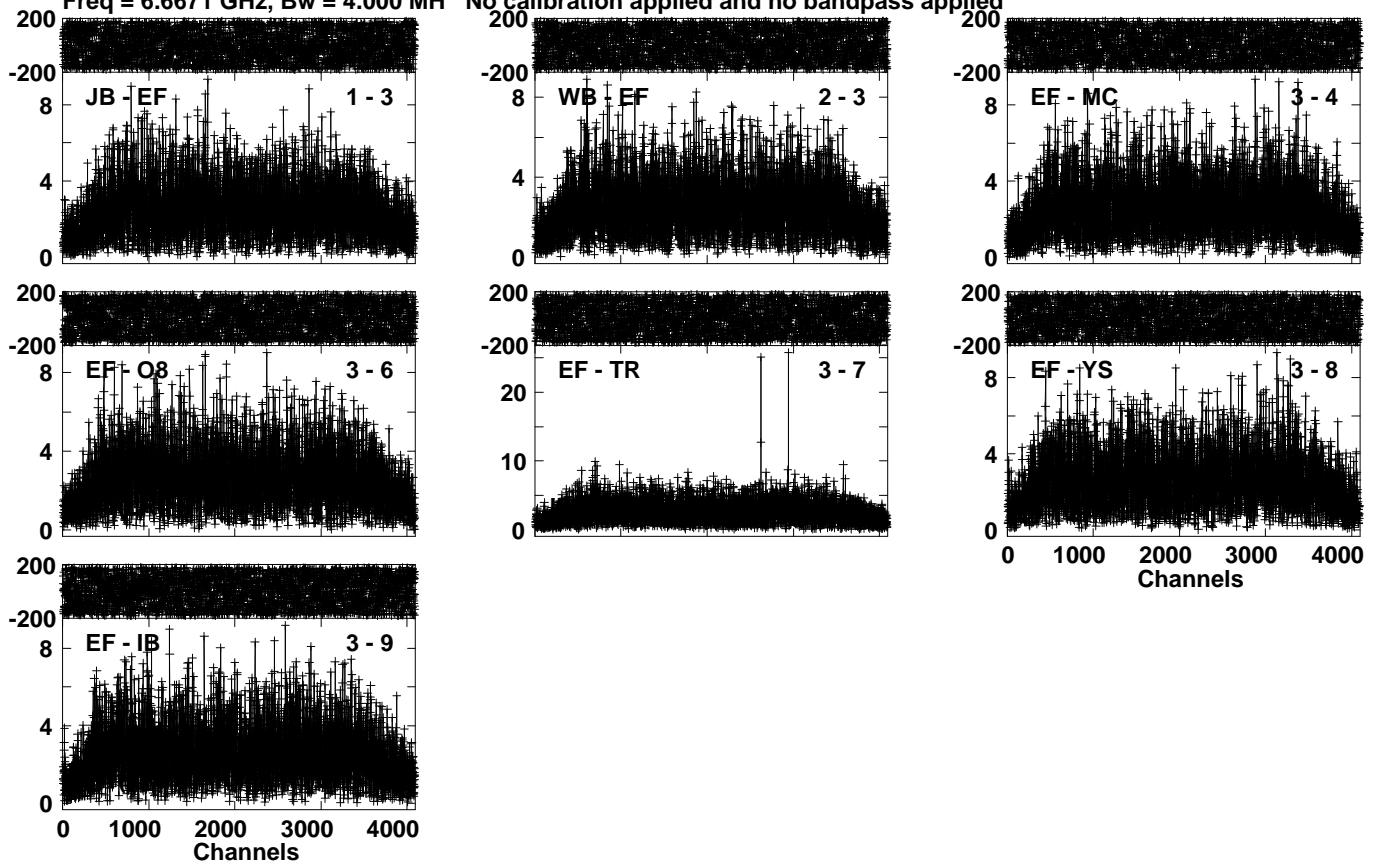 Freq = 6.6671 GHz, Bw = 4.000 MH No calibration applied and no bandpass applied
200 200 200
-200 -200 -200
JB - EF 1 - 3 WB - EF 2 - 3 EF - MC 3 - 4
8 8 8
4 4 4
0 0 0
200 200 200
-200 -200 -200
EF - O8 3 - 6 EF - TR 3 - 7 EF - YS 3 - 8
8 20 8
4 10 4
0 0 0
0 1000 2000 3000 4000
Channels
200
-200
EF - IB 3 - 9
8
4
0
0 1000 2000 3000 4000
Channels